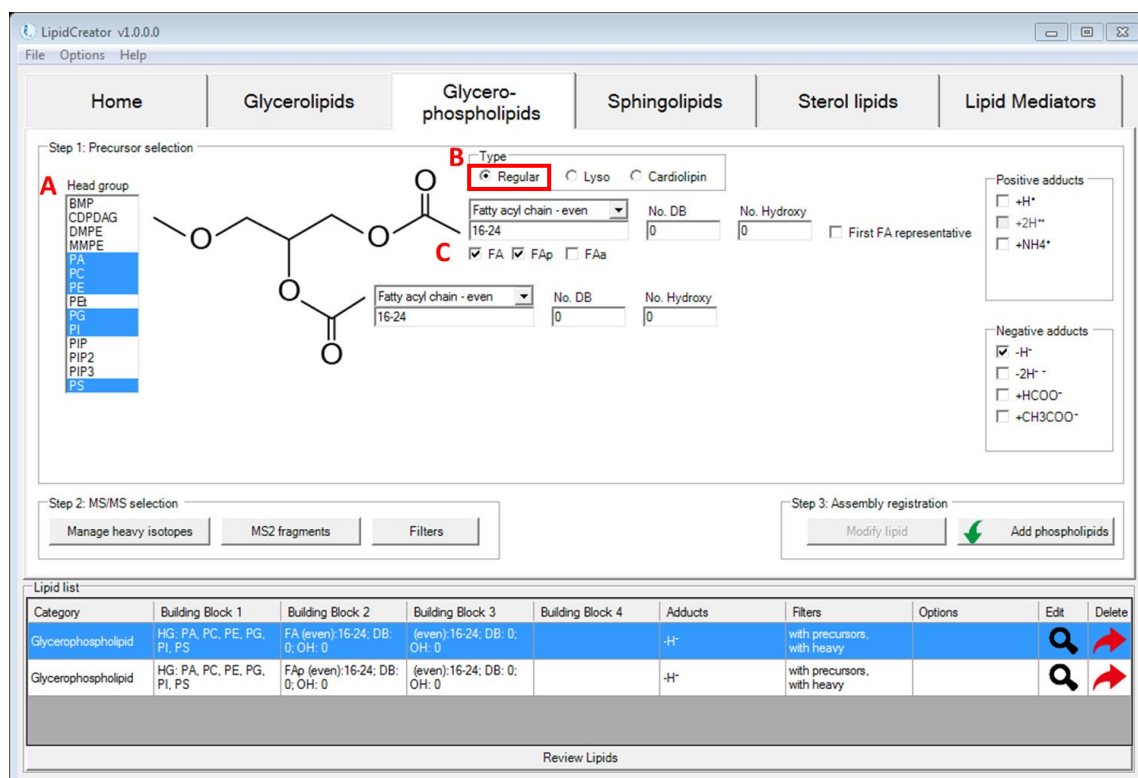 LipidCreator v1.0.0.0
File Options Help
Home
Glycerolipids
Glycero-
phospholipids
Sphingolipids
Sterol lipids
Lipid Mediators
Step 1: Precursor selection
A
Head group
BMP
CDPDAG
DMPE
MMPE
PA
PC
PE
PEt
PG
PI
PIP
PIP2
PIP3
PS
O
O
O
O
O
B
Type
Regular Lyso Cardiolipin
Fatty acyl chain - even No. DB No. Hydroxy
16-24 0 0 First FA representative
C FA FAp FAa
Fatty acyl chain - even No. DB No. Hydroxy
16-24 0 0
Positive adducts
+H⁺
+2H⁺⁺
+NH4⁺
Negative adducts
-H⁻
-2H⁻ ⁻
+HCOO⁻
+CH3COO⁻
Step 2: MS/MS selection
Manage heavy isotopes MS2 fragments Filters
Step 3: Assembly registration
Modify lipid Add phospholipids
Lipid list
Category Building Block 1 Building Block 2 Building Block 3 Building Block 4 Adducts Filters Options Edit Delete
Glycerophospholipid HG: PA, PC, PE, PG, FA (even):16-24; DB: (even):16-24; DB: 0; -H⁻ with precursors,
PI, PS 0; OH: 0 OH: 0 with heavy
Glycerophospholipid HG: PA, PC, PE, PG, FAp (even):16-24; DB: (even):16-24; DB: 0; -H⁻ with precursors,
PI, PS 0; OH: 0 OH: 0 with heavy
Review Lipids